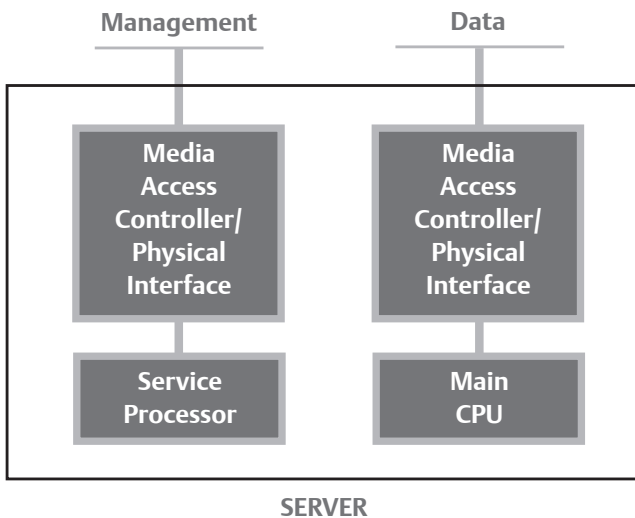 Management
Data
Media
Access
Controller/
Physical
Interface
Media
Access
Controller/
Physical
Interface
Service
Processor
Main
CPU
SERVER